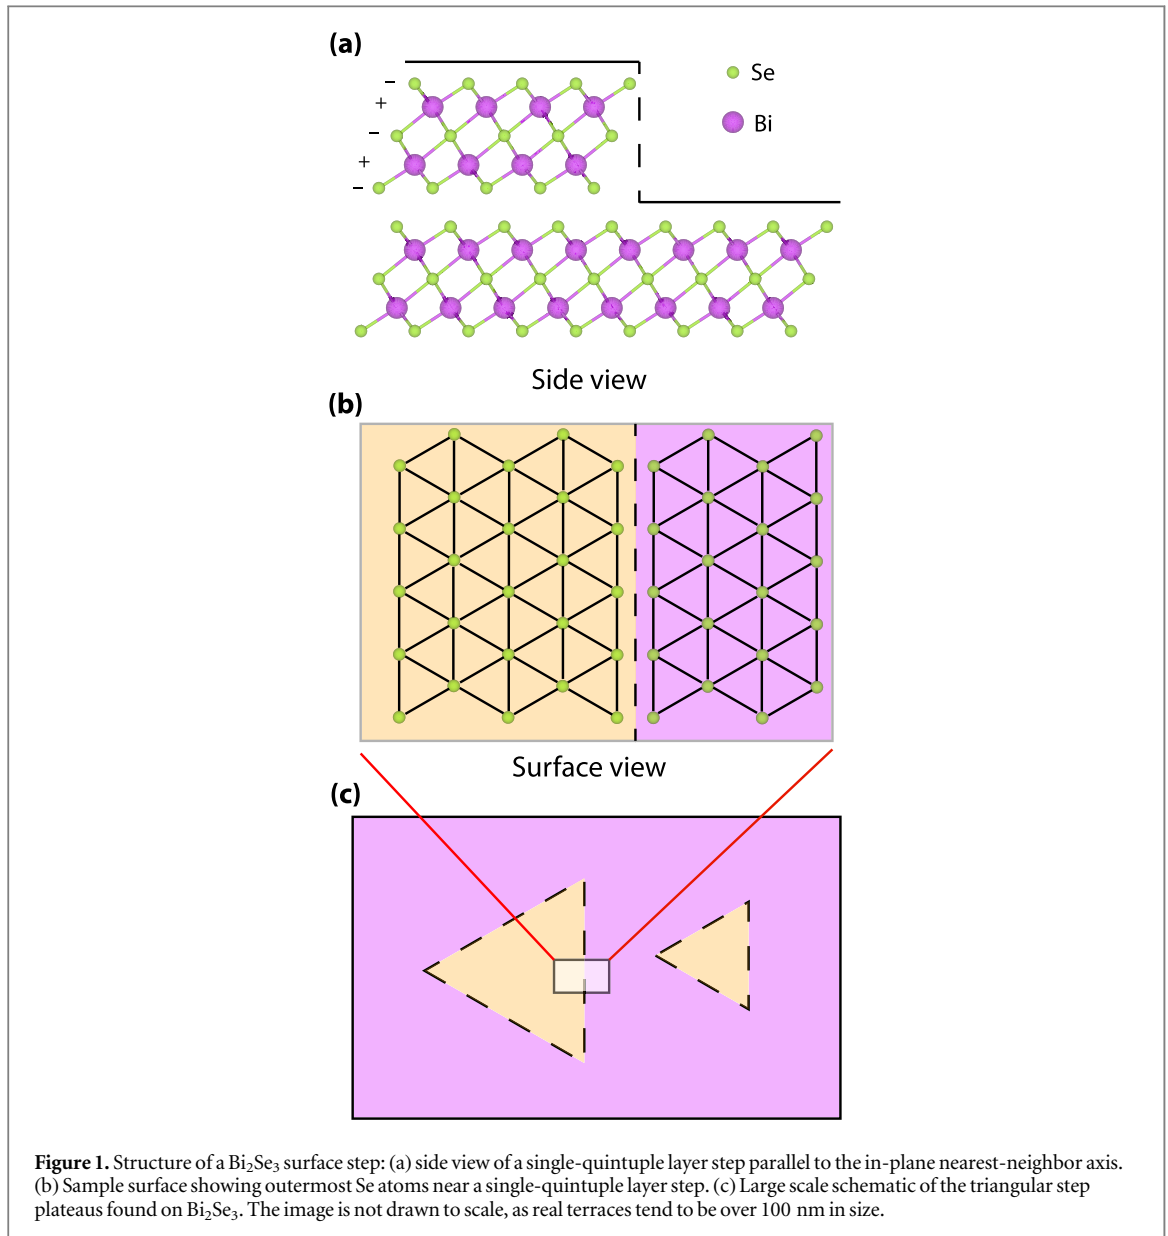 (a)
Se
Bi
−
+
−
+
−
Side view
(b)
Surface view
(c)
Figure 1. Structure of a Bi₂Se₃ surface step: (a) side view of a single-quintuple layer step parallel to the in-plane nearest-neighbor axis.
(b) Sample surface showing outermost Se atoms near a single-quintuple layer step. (c) Large scale schematic of the triangular step
plateaus found on Bi₂Se₃. The image is not drawn to scale, as real terraces tend to be over 100 nm in size.